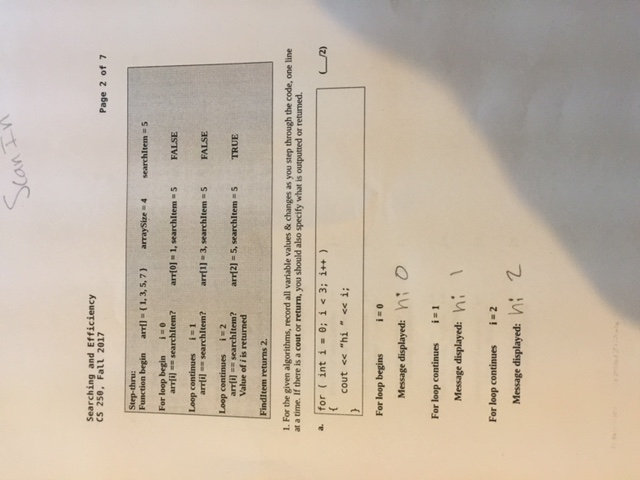 Scan In
Searching and Efficiency
CS 250, Fall 2017
Page 2 of 7
Step-thru:
Function begin arr[] = { 1, 3, 5, 7 } arraySize = 4 searchItem = 5
For loop begin i = 0
arr[i] == searchItem? arr[0] = 1, searchItem = 5 FALSE
Loop continues i = 1
arr[i] == searchItem? arr[1] = 3, searchItem = 5 FALSE
Loop continues i = 2
arr[i] == searchItem? arr[2] = 5, searchItem = 5 TRUE
Value of i is returned
FindItem returns 2.
1. For the given algorithms, record all variable values & changes as you step through the code, one line
at a time. If there is a cout or return, you should also specify what is outputted or returned.
a. for ( int i = 0; i < 3; i++ ) (__/2)
{
cout << "hi " << i;
}
For loop begins i = 0
Message displayed: hi 0
For loop continues i = 1
Message displayed: hi 1
For loop continues i = 2
Message displayed: hi 2